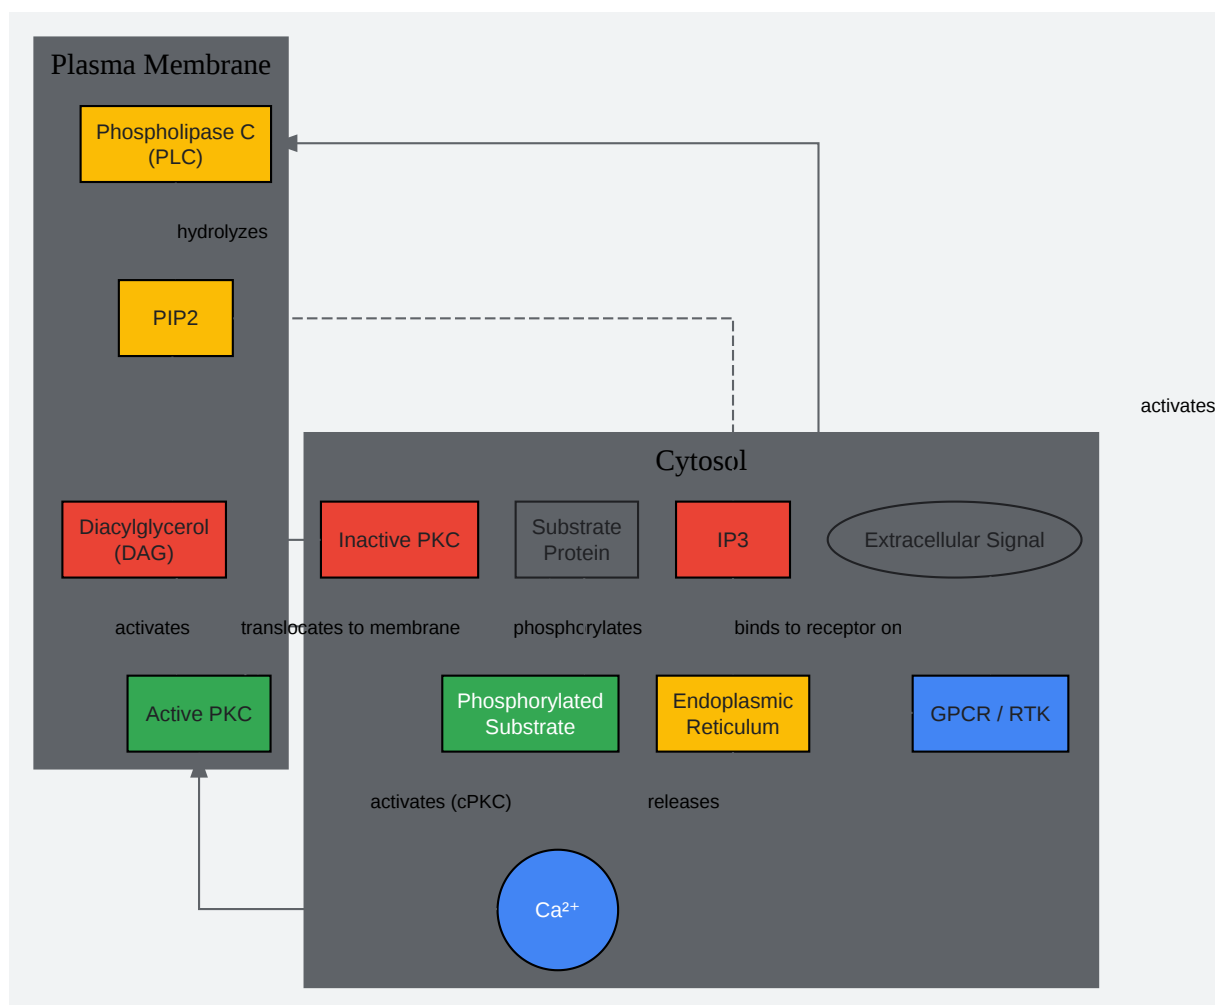 Plasma Membrane
Phospholipase C
(PLC)
hydrolyzes
PIP2
activates
Cytosol
Diacylglycerol
(DAG)
Inactive PKC
Substrate
Protein
IP3
Extracellular Signal
activates
translocates to membrane
phosphorylates
binds to receptor on
Active PKC
Phosphorylated
Substrate
Endoplasmic
Reticulum
GPCR / RTK
activates (cPKC)
releases
Ca²⁺